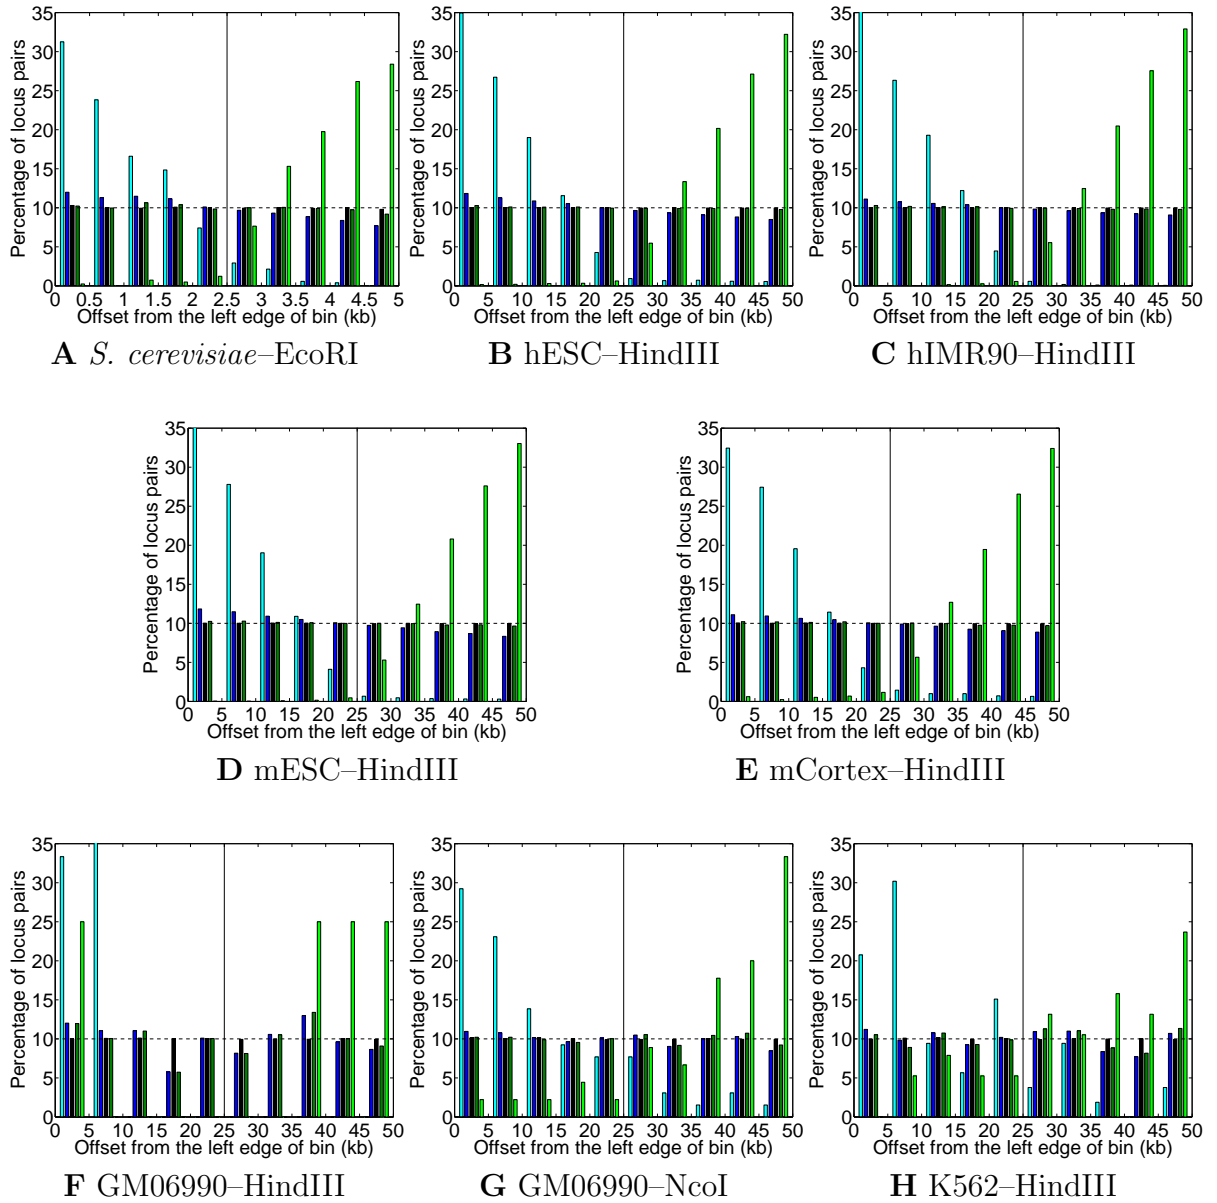 35
30
25
20
15
10
5
0
Percentage of locus pairs
0 0.5 1 1.5 2 2.5 3 3.5 4 4.5 5
Offset from the left edge of bin (kb)
A S. cerevisiae–EcoRI
35
30
25
20
15
10
5
0
Percentage of locus pairs
0 5 10 15 20 25 30 35 40 45 50
Offset from the left edge of bin (kb)
B hESC–HindIII
35
30
25
20
15
10
5
0
Percentage of locus pairs
0 5 10 15 20 25 30 35 40 45 50
Offset from the left edge of bin (kb)
C hIMR90–HindIII
35
30
25
20
15
10
5
0
Percentage of locus pairs
0 5 10 15 20 25 30 35 40 45 50
Offset from the left edge of bin (kb)
D mESC–HindIII
35
30
25
20
15
10
5
0
Percentage of locus pairs
0 5 10 15 20 25 30 35 40 45 50
Offset from the left edge of bin (kb)
E mCortex–HindIII
35
30
25
20
15
10
5
0
Percentage of locus pairs
0 5 10 15 20 25 30 35 40 45 50
Offset from the left edge of bin (kb)
F GM06990–HindIII
35
30
25
20
15
10
5
0
Percentage of locus pairs
0 5 10 15 20 25 30 35 40 45 50
Offset from the left edge of bin (kb)
G GM06990–NcoI
35
30
25
20
15
10
5
0
Percentage of locus pairs
0 5 10 15 20 25 30 35 40 45 50
Offset from the left edge of bin (kb)
H K562–HindIII